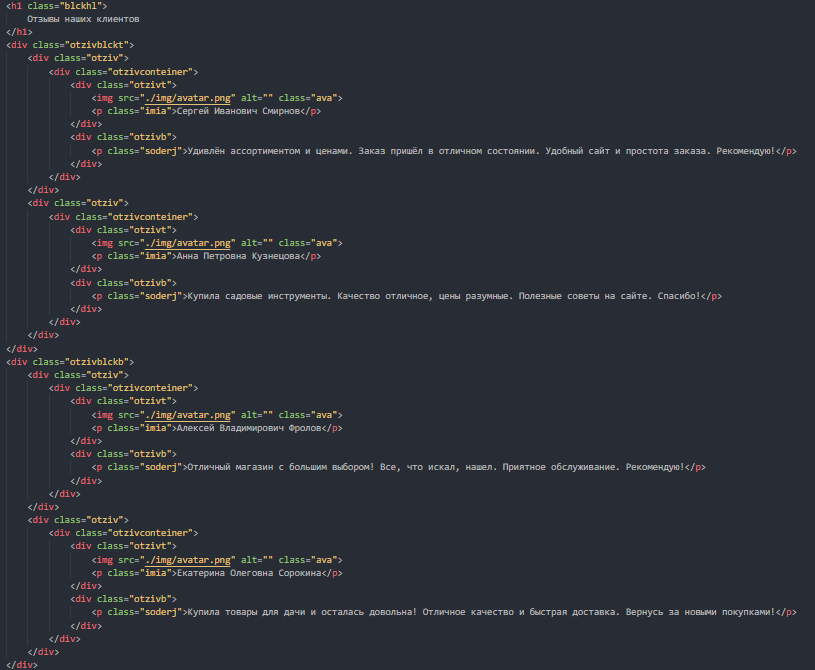 <h1 class="blckhl">
    Отзывы наших клиентов
</h1>
<div class="otzivblckt">
    <div class="otziv">
        <div class="otzivconteiner">
            <div class="otzivt">
                <img src="./img/avatar.png" alt="" class="ava">
                <p class="imia">Сергей Иванович Смирнов</p>
            </div>
            <div class="otzivb">
                <p class="soderj">Удивлён ассортиментом и ценами. Заказ пришёл в отличном состоянии. Удобный сайт и простота заказа. Рекомендую!</p>
            </div>
        </div>
    </div>
    <div class="otziv">
        <div class="otzivconteiner">
            <div class="otzivt">
                <img src="./img/avatar.png" alt="" class="ava">
                <p class="imia">Анна Петровна Кузнецова</p>
            </div>
            <div class="otzivb">
                <p class="soderj">Купила садовые инструменты. Качество отличное, цены разумные. Полезные советы на сайте. Спасибо!</p>
            </div>
        </div>
    </div>
</div>
<div class="otzivblckb">
    <div class="otziv">
        <div class="otzivconteiner">
            <div class="otzivt">
                <img src="./img/avatar.png" alt="" class="ava">
                <p class="imia">Алексей Владимирович Фролов</p>
            </div>
            <div class="otzivb">
                <p class="soderj">Отличный магазин с большим выбором! Все, что искал, нашел. Приятное обслуживание. Рекомендую!</p>
            </div>
        </div>
    </div>
    <div class="otziv">
        <div class="otzivconteiner">
            <div class="otzivt">
                <img src="./img/avatar.png" alt="" class="ava">
                <p class="imia">Екатерина Олеговна Сорокина</p>
            </div>
            <div class="otzivb">
                <p class="soderj">Купила товары для дачи и осталась довольна! Отличное качество и быстрая доставка. Вернусь за новыми покупками!</p>
            </div>
        </div>
    </div>
</div>